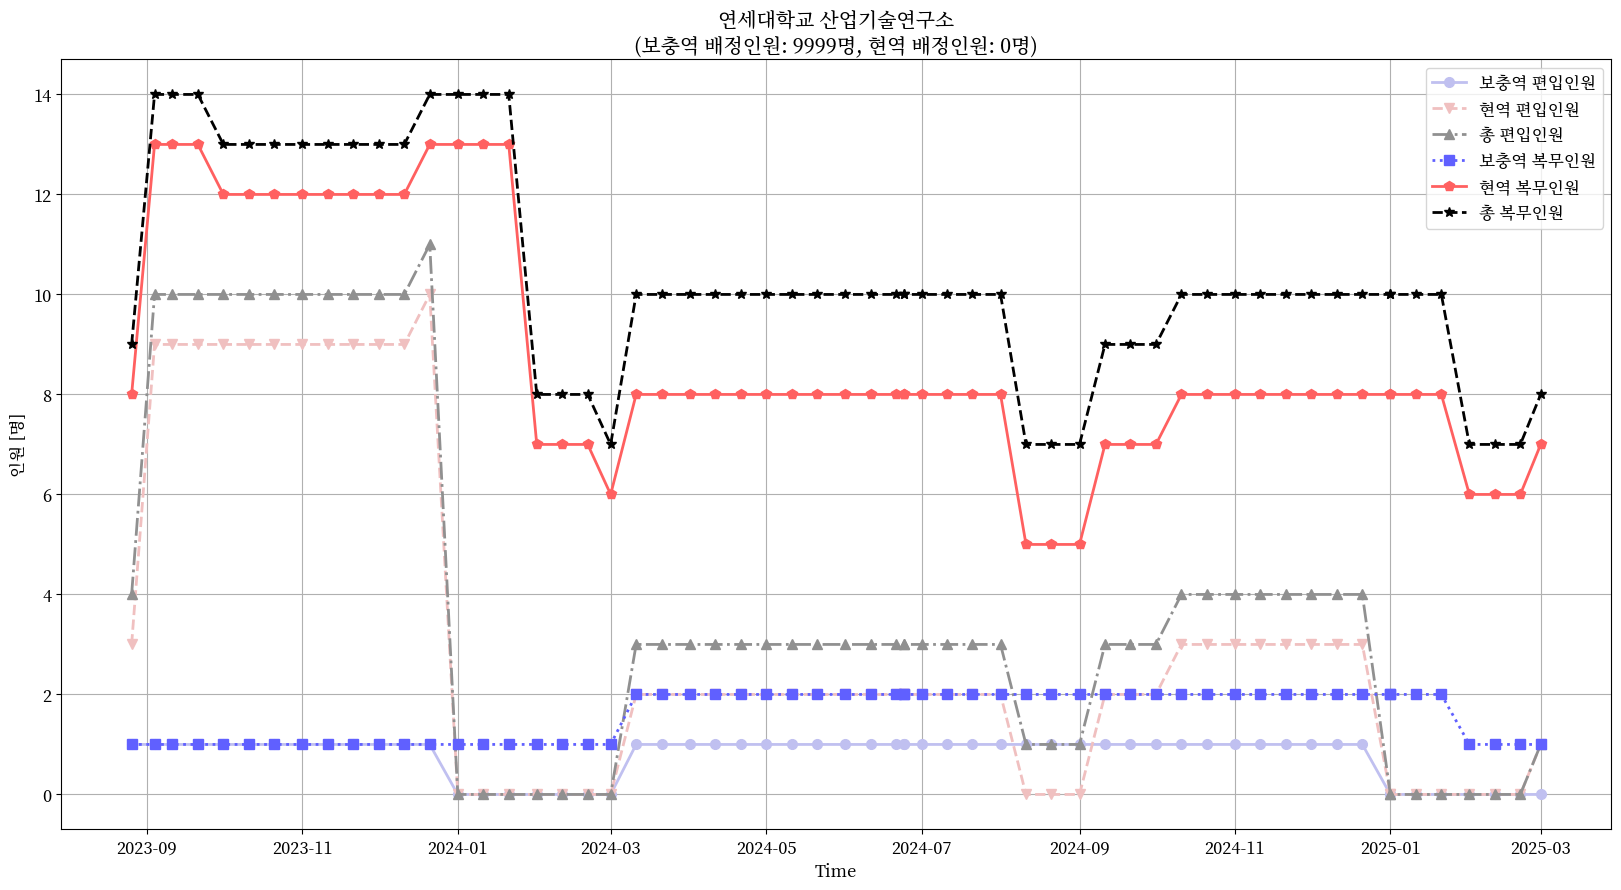 연세대학교 산업기술연구소
(보충역 배정인원: 9999명, 현역 배정인원: 0명)
보충역 편입인원
현역 편입인원
총 편입인원
보충역 복무인원
현역 복무인원
총 복무인원
인원 [명]
14
12
10
8
6
4
2
0
2023-09
2023-11
2024-01
2024-03
2024-05
2024-07
2024-09
2024-11
2025-01
2025-03
Time